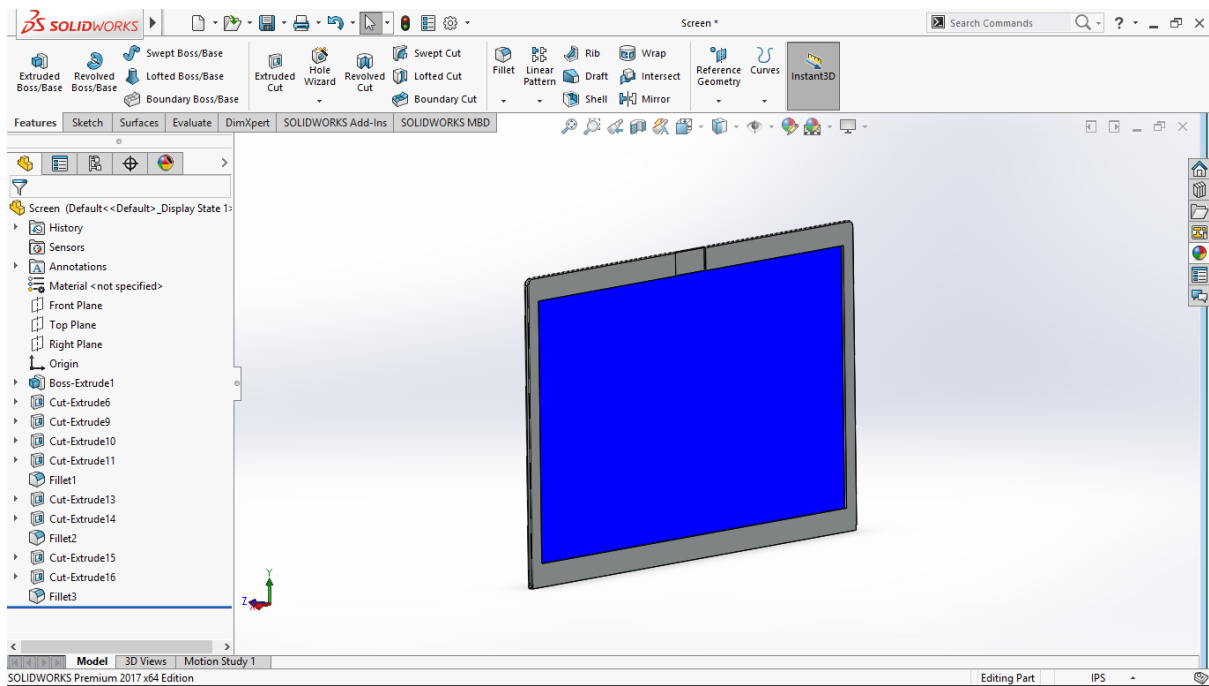 SOLIDWORKS
Screen *
Search Commands
Extruded Boss/Base
Revolved Boss/Base
Swept Boss/Base
Lofted Boss/Base
Boundary Boss/Base
Extruded Cut
Hole Wizard
Revolved Cut
Swept Cut
Lofted Cut
Boundary Cut
Fillet
Linear Pattern
Rib
Draft
Shell
Wrap
Intersect
Mirror
Reference Geometry
Curves
Instant3D
Features
Sketch
Surfaces
Evaluate
DimXpert
SOLIDWORKS Add-Ins
SOLIDWORKS MBD
Screen (Default<<Default>_Display State 1>
History
Sensors
Annotations
Material <not specified>
Front Plane
Top Plane
Right Plane
Origin
Boss-Extrude1
Cut-Extrude6
Cut-Extrude9
Cut-Extrude10
Cut-Extrude11
Fillet1
Cut-Extrude13
Cut-Extrude14
Fillet2
Cut-Extrude15
Cut-Extrude16
Fillet3
Y
Z
Model
3D Views
Motion Study 1
SOLIDWORKS Premium 2017 x64 Edition
Editing Part
IPS